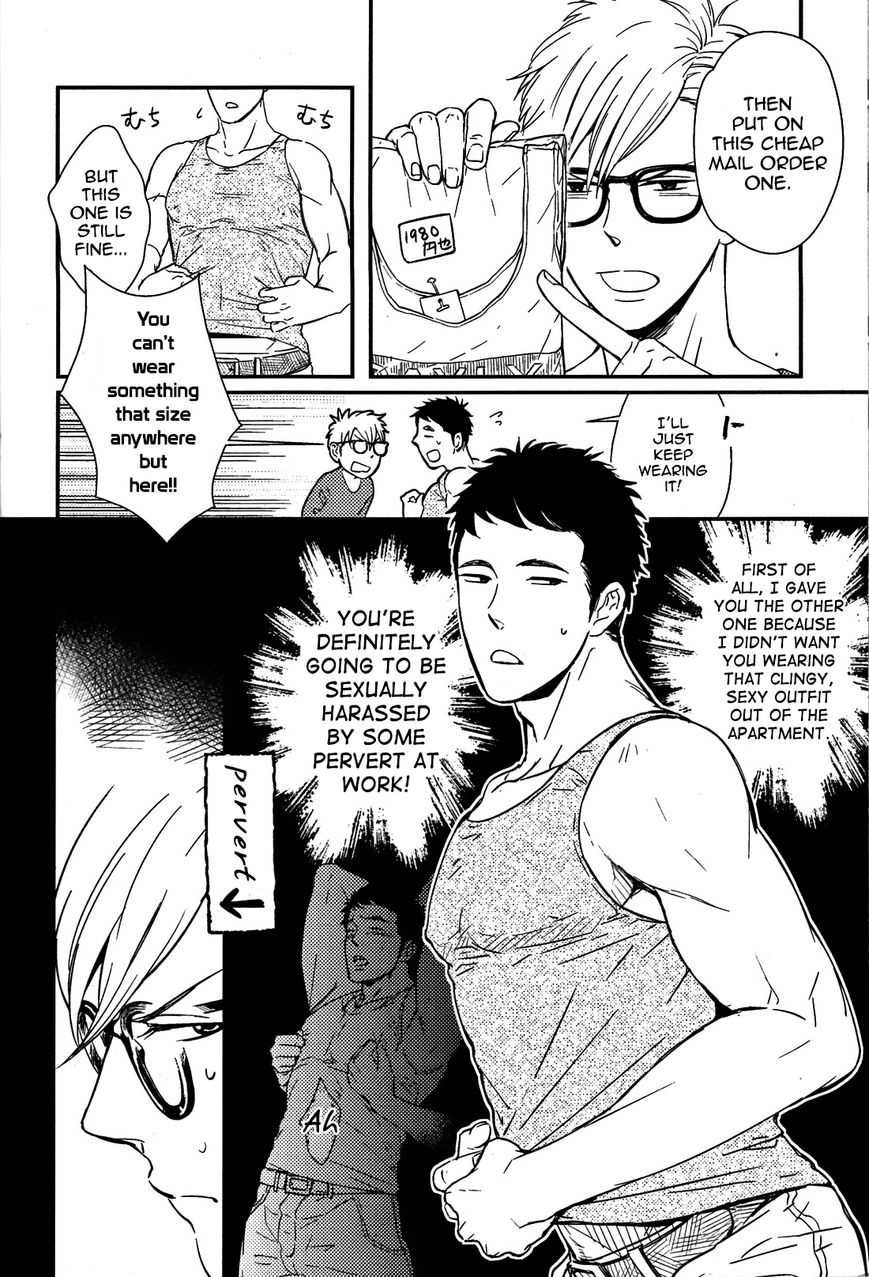 THEN
PUT ON
THIS CHEAP
MAIL ORDER
ONE.
1980
円也
むち
むち
BUT
THIS
ONE IS
STILL
FINE...
You
can't
wear
something
that size
anywhere
but
here!!
I'LL
JUST
KEEP
WEARING
IT!
FIRST OF
ALL, I GAVE
YOU THE OTHER
ONE BECAUSE
I DIDN'T WANT
YOU WEARING
THAT CLINGY,
SEXY OUTFIT
OUT OF THE
APARTMENT.
YOU'RE
DEFINITELY
GOING TO BE
SEXUALLY
HARASSED
BY SOME
PERVERT AT
WORK!
pervert
Ah